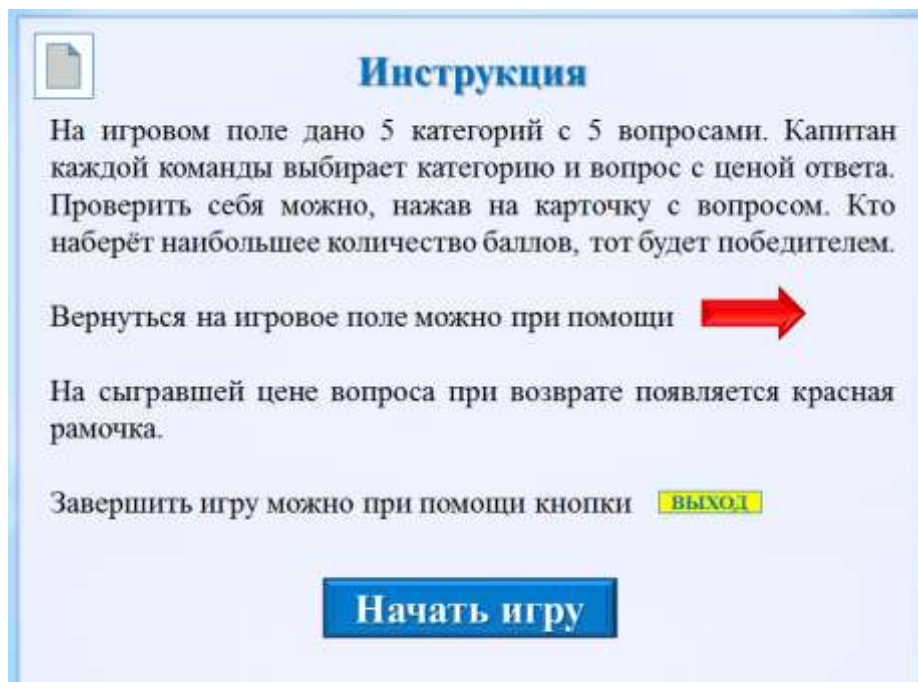 Инструкция
На игровом поле дано 5 категорий с 5 вопросами. Капитан
каждой команды выбирает категорию и вопрос с ценой ответа.
Проверить себя можно, нажав на карточку с вопросом. Кто
наберёт наибольшее количество баллов, тот будет победителем.
Вернуться на игровое поле можно при помощи
На сыгравшей цене вопроса при возврате появляется красная
рамочка.
Завершить игру можно при помощи кнопки ВЫХОД
Начать игру